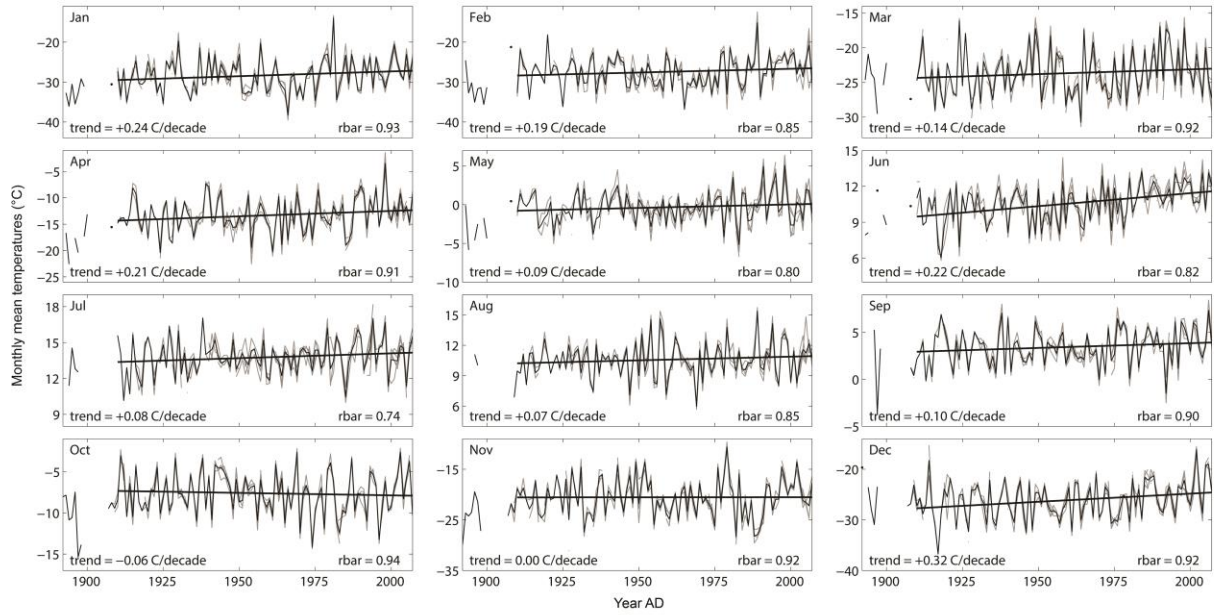 Monthly mean temperatures (°C)
Jan
−20
−30
−40
trend = +0.24 C/decade
rbar = 0.93
Feb
−20
−30
−40
trend = +0.19 C/decade
rbar = 0.85
Mar
−15
−20
−25
−30
trend = +0.14 C/decade
rbar = 0.92
Apr
−5
−10
−15
−20
−25
trend = +0.21 C/decade
rbar = 0.91
May
5
0
−5
−10
trend = +0.09 C/decade
rbar = 0.80
Jun
15
12
9
6
trend = +0.22 C/decade
rbar = 0.82
Jul
18
15
12
9
trend = +0.08 C/decade
rbar = 0.74
Aug
15
12
9
6
trend = +0.07 C/decade
rbar = 0.85
Sep
5
0
−5
trend = +0.10 C/decade
rbar = 0.90
Oct
−5
−10
−15
trend = −0.06 C/decade
rbar = 0.94
Nov
−15
−25
−35
trend = 0.00 C/decade
rbar = 0.92
Dec
−20
−30
−40
trend = +0.32 C/decade
rbar = 0.92
1900 1925 1950 1975 2000
1900 1925 1950 1975 2000
1900 1925 1950 1975 2000
Year AD